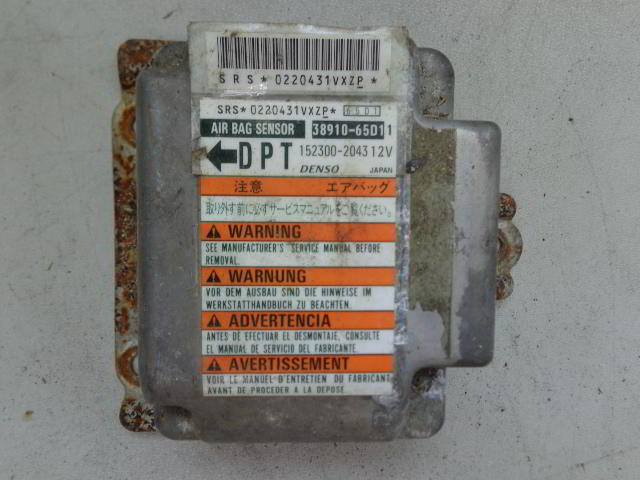 SRS*0220431VXZP*
SRS*0220431VXZP*
AIR BAG SENSOR 38910-65D11
DPT 152300-2043 12V
DENSO JAPAN
注意 エアバッグ
取り外す前に必ずサービスマニュアルをご覧ください。
WARNING
SEE MANUFACTURER'S SERVICE MANUAL BEFORE
REMOVAL.
WARNUNG
VOR DEM AUSBAU SIND DIE HINWEISE IM
WERKSTATTHANDBUCH ZU BEACHTEN.
ADVERTENCIA
ANTES DE EFECTUAR EL DESMONTAJE, CONSULTE
EL MANUAL DE SERVICIO DEL FABRICANTE.
AVERTISSEMENT
VOIR LE MANUEL D'ENTRETIEN DU FABRICANT
AVANT DE PROCEDER A LA DEPOSE.